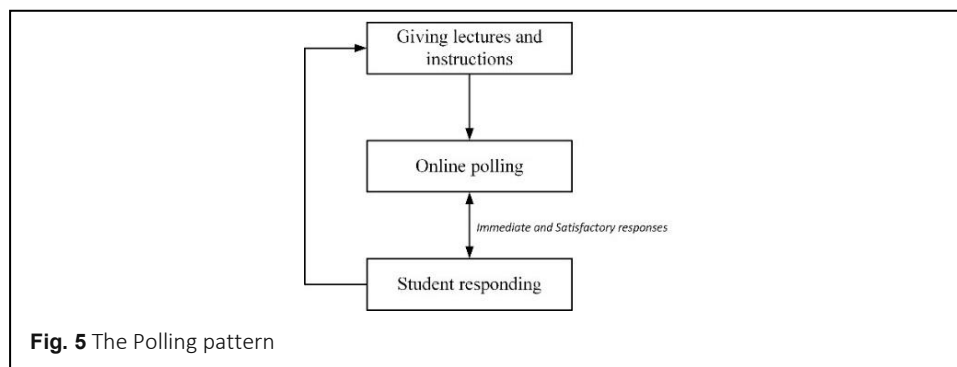 Giving lectures and
instructions
Online polling
Immediate and Satisfactory responses
Student responding
Fig. 5 The Polling pattern